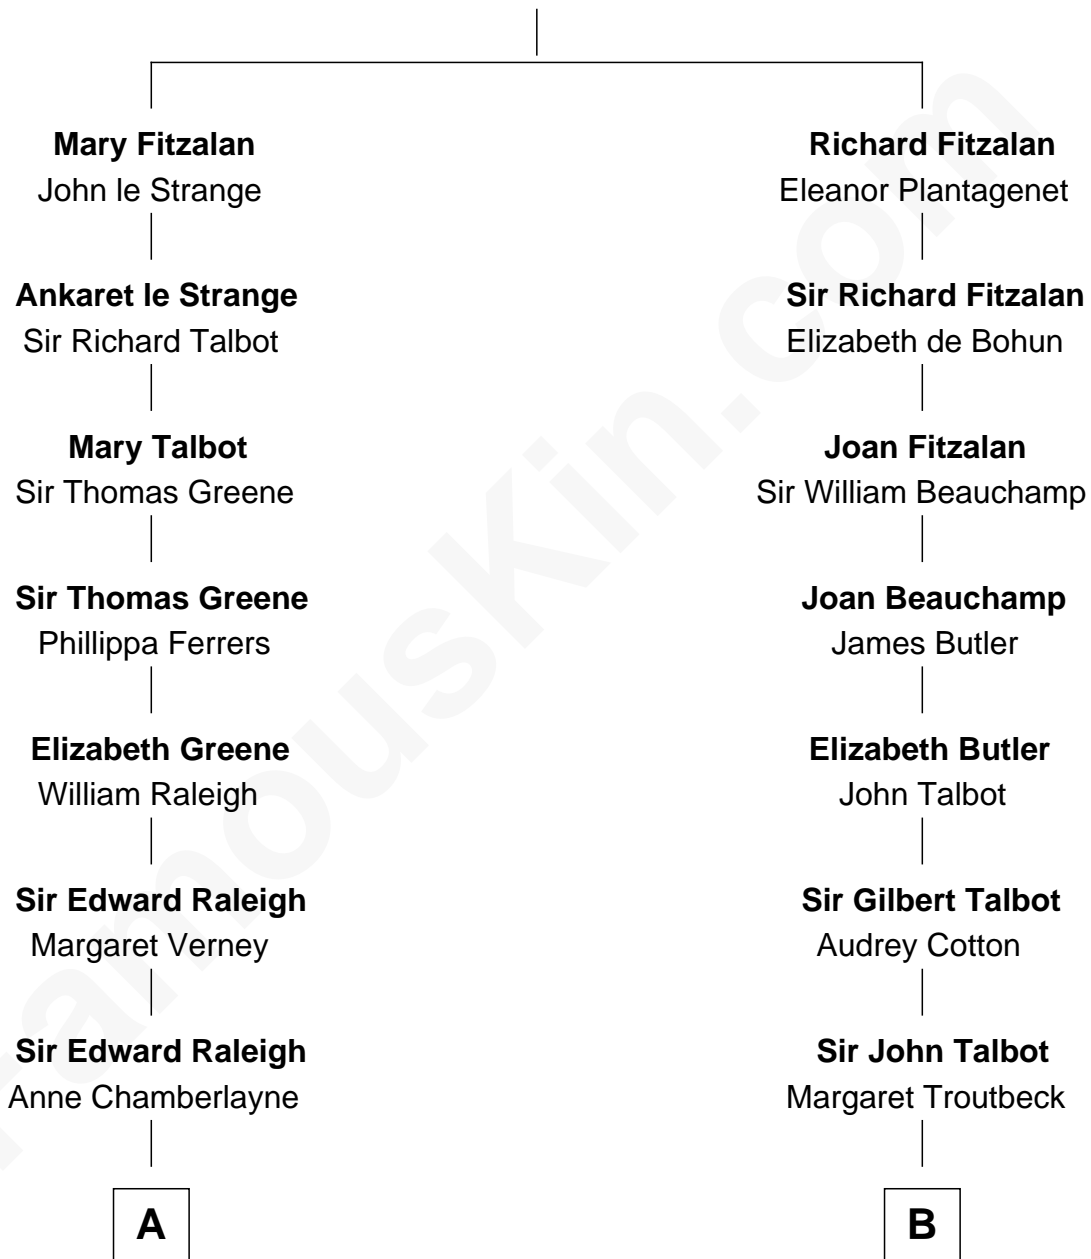 Mary Fitzalan
John le Strange
Ankaret le Strange
Sir Richard Talbot
Mary Talbot
Sir Thomas Greene
Sir Thomas Greene
Phillippa Ferrers
Elizabeth Greene
William Raleigh
Sir Edward Raleigh
Margaret Verney
Sir Edward Raleigh
Anne Chamberlayne
A
Richard Fitzalan
Eleanor Plantagenet
Sir Richard Fitzalan
Elizabeth de Bohun
Joan Fitzalan
Sir William Beauchamp
Joan Beauchamp
James Butler
Elizabeth Butler
John Talbot
Sir Gilbert Talbot
Audrey Cotton
Sir John Talbot
Margaret Troutbeck
B
FamousKin.com